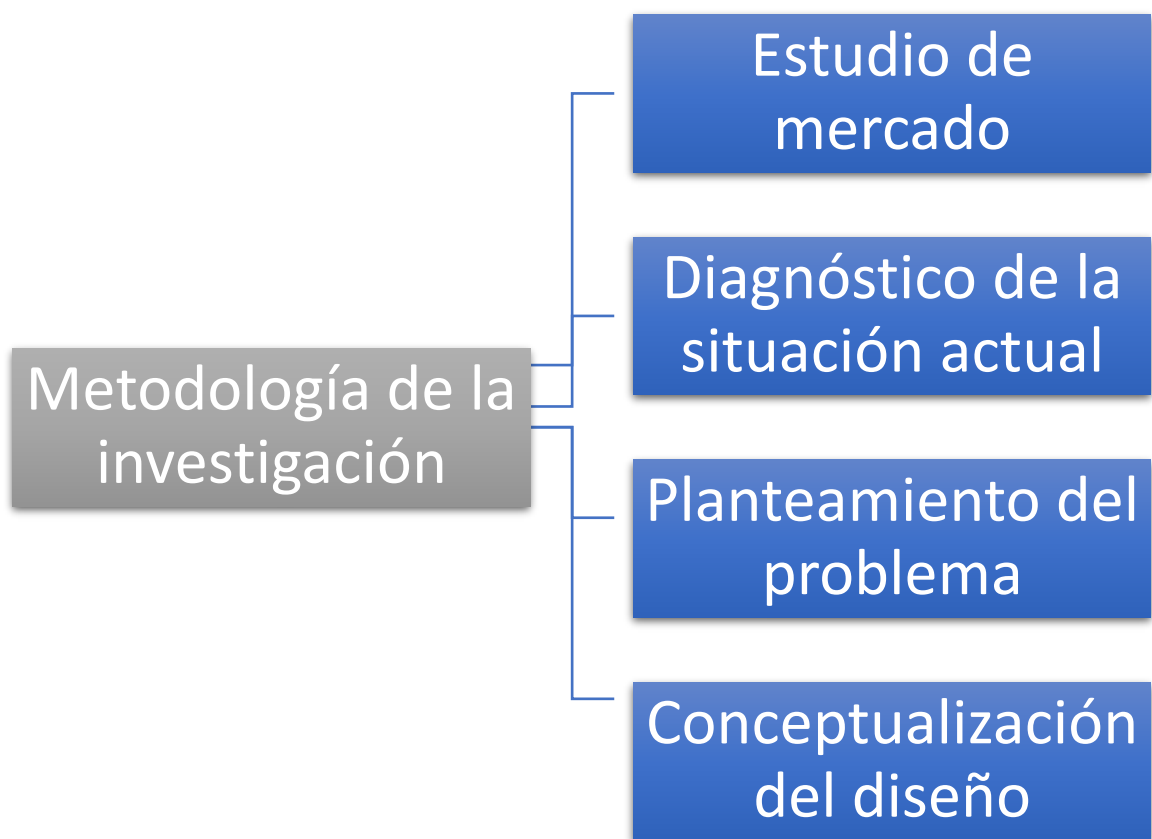 Estudio de
mercado
Diagnóstico de la
situación actual
Metodología de la
investigación
Planteamiento del
problema
Conceptualización
del diseño